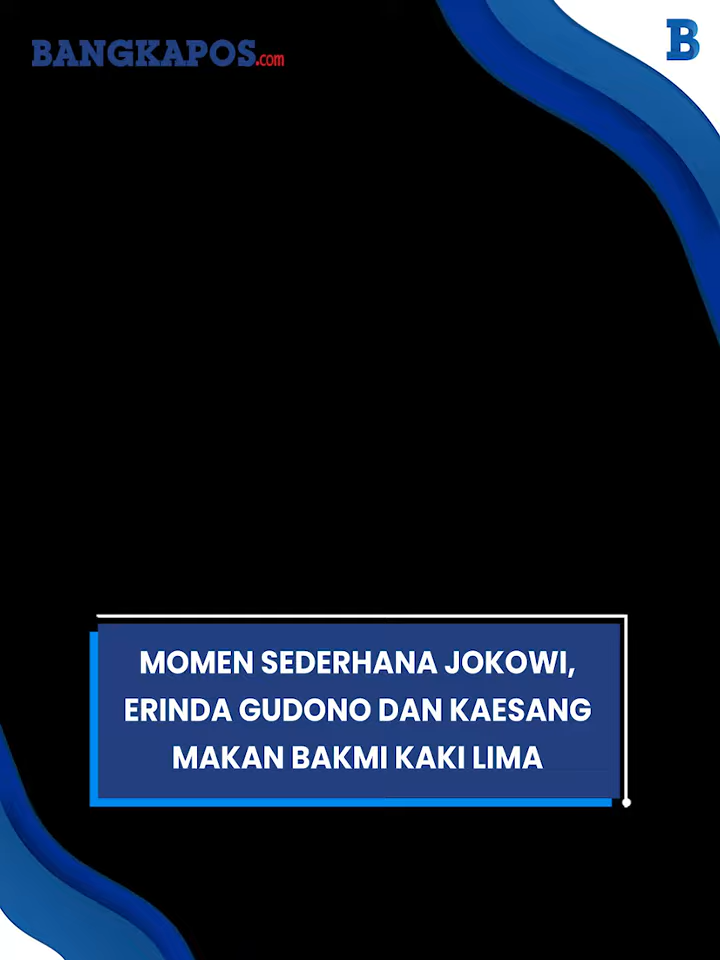 BANGKAPOS.com
B
MOMEN SEDERHANA JOKOWI,
ERINDA GUDONO DAN KAESANG
MAKAN BAKMI KAKI LIMA